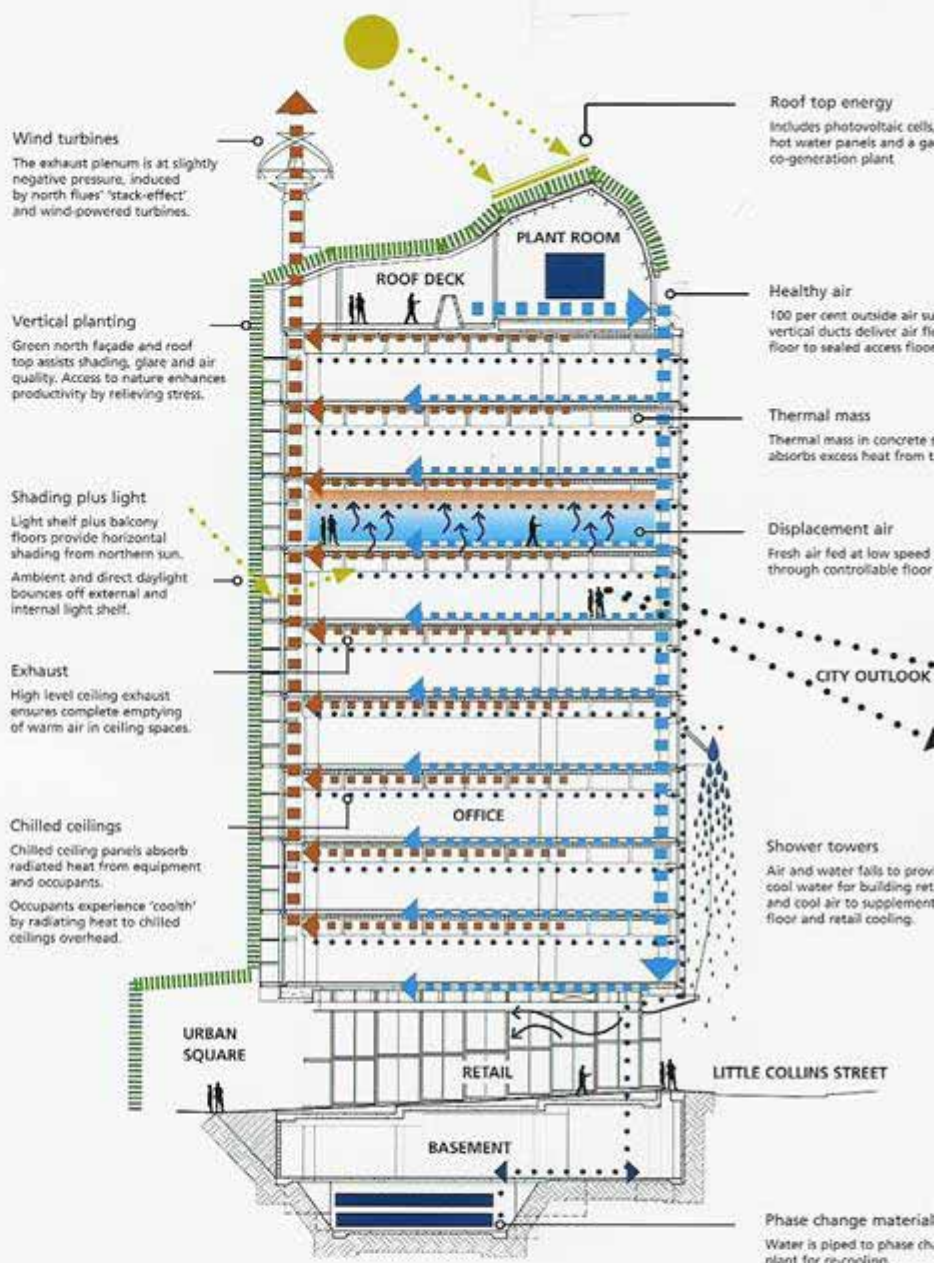 Wind turbines
The exhaust plenum is at slightly
negative pressure, induced
by north flues' 'stack-effect'
and wind-powered turbines.
Vertical planting
Green north façade and roof
top assists shading, glare and air
quality. Access to nature enhances
productivity by relieving stress.
Shading plus light
Light shelf plus balcony
floors provide horizontal
shading from northern sun.
Ambient and direct daylight
bounces off external and
internal light shelf.
Exhaust
High level ceiling exhaust
ensures complete emptying
of warm air in ceiling spaces.
Chilled ceilings
Chilled ceiling panels absorb
radiated heat from equipment
and occupants.
Occupants experience 'coolth'
by radiating heat to chilled
ceilings overhead.
PLANT ROOM
ROOF DECK
OFFICE
URBAN
SQUARE
RETAIL
LITTLE COLLINS STREET
BASEMENT
Roof top energy
Includes photovoltaic cells,
hot water panels and a
co-generation plant
Healthy air
100 per cent outside air
vertical ducts deliver air
floor to sealed access floor
Thermal mass
Thermal mass in concrete
absorbs excess heat from
Displacement air
Fresh air fed at low speed
through controllable floor
CITY OUTLOOK
Shower towers
Air and water falls to
cool water for building
and cool air to supplement
floor and retail cooling.
Phase change material
Water is piped to phase
plant for re-cooling.